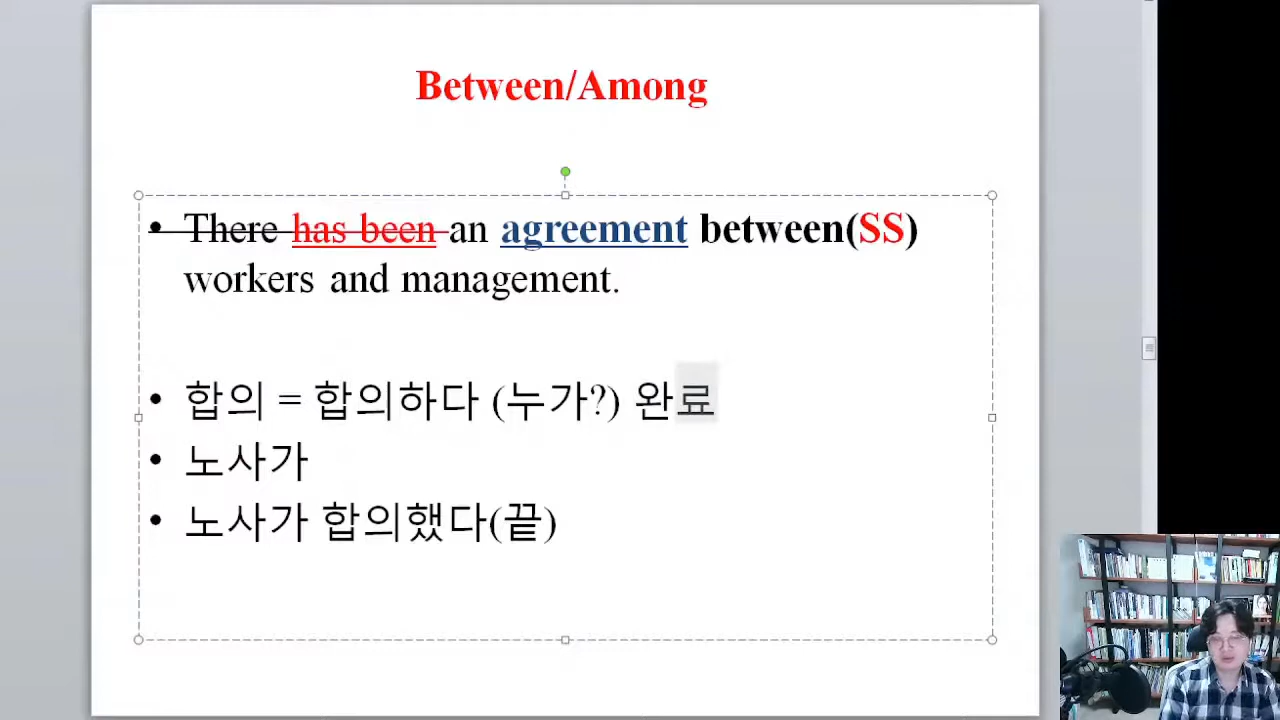 Between/Among
• There has been an agreement between(SS)
workers and management.
• 합의 = 합의하다 (누가?) 완료
• 노사가
• 노사가 합의했다(끝)